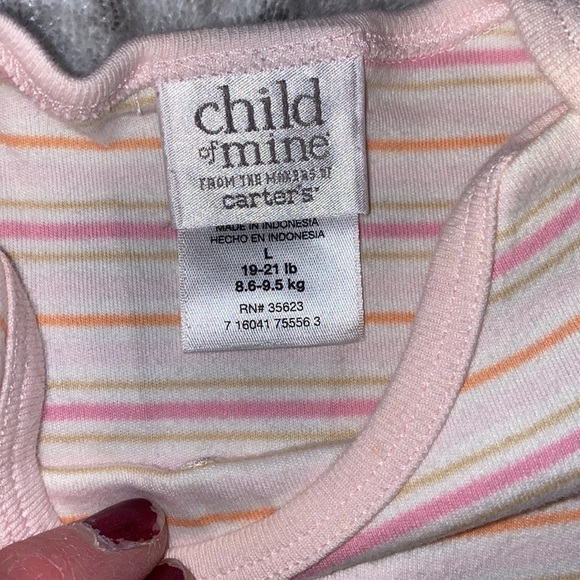 child
of mine
FROM THE MAKERS OF
carter's
MADE IN INDONESIA
HECHO EN INDONESIA
L
19-21 lb
8.6-9.5 kg
RN# 35623
7 16041 75556 3